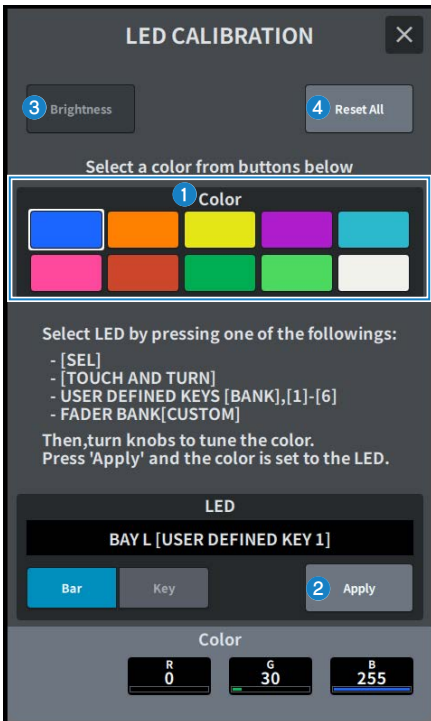 LED CALIBRATION
3 Brightness
4 Reset All
Select a color from buttons below
1 Color
Select LED by pressing one of the followings:
- [SEL]
- [TOUCH AND TURN]
- USER DEFINED KEYS [BANK],[1]-[6]
- FADER BANK[CUSTOM]
Then,turn knobs to tune the color.
Press 'Apply' and the color is set to the LED.
LED
BAY L [USER DEFINED KEY 1]
Bar Key 2 Apply
Color
R G B
0 30 255